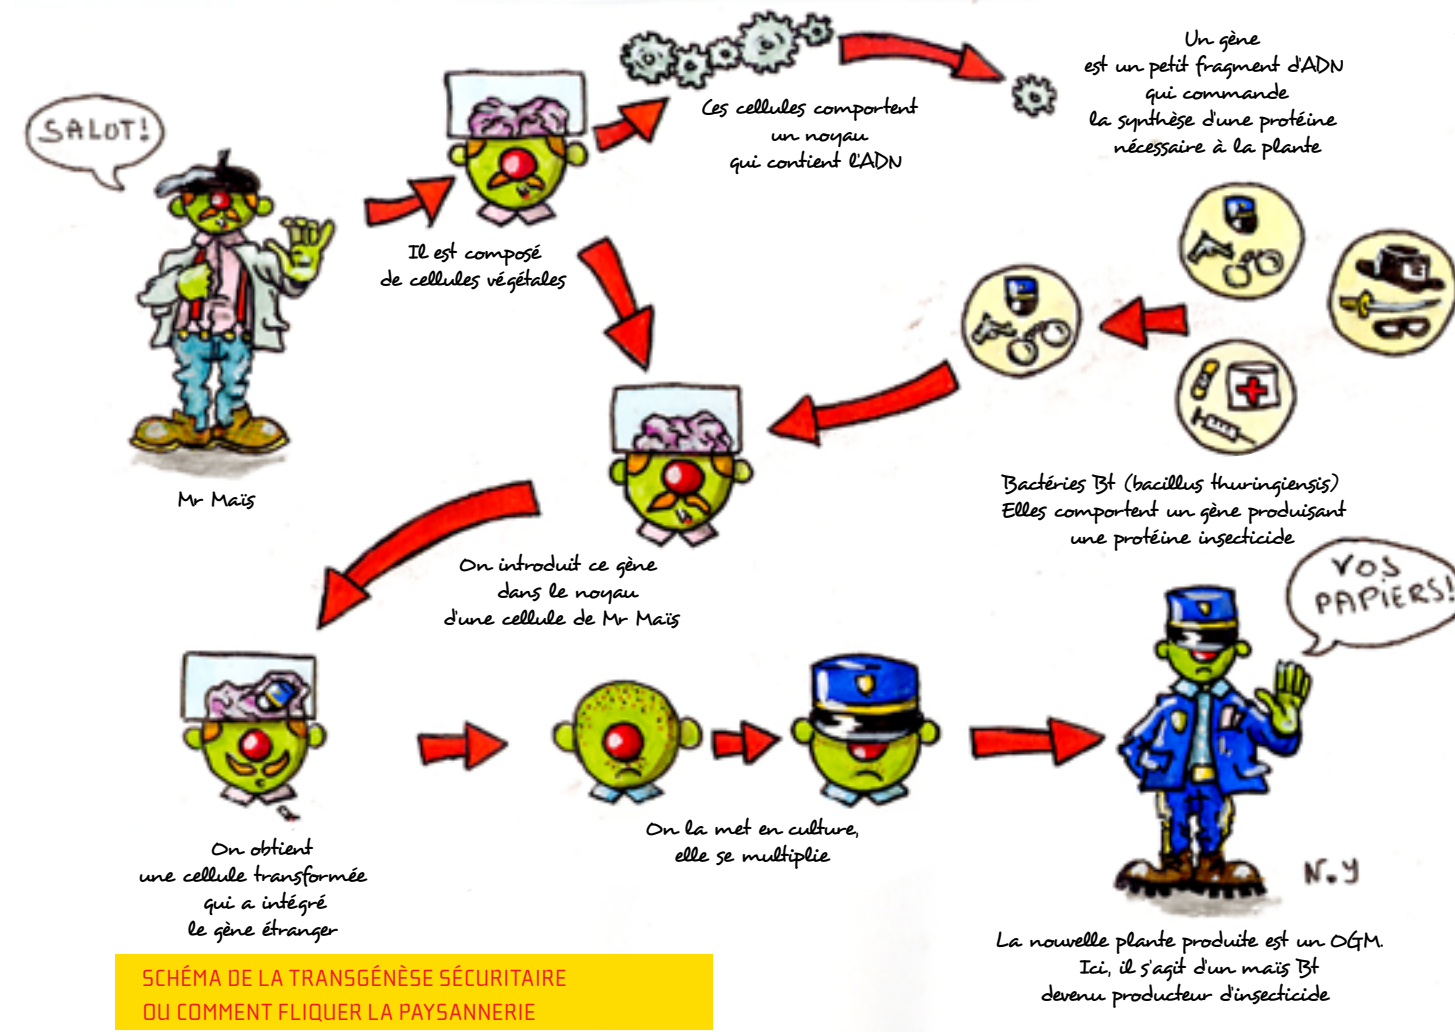 SALUT!
Mr Maïs
Il est composé
de cellules végétales
Ces cellules comportent
un noyau
qui contient l'ADN
Un gène
est un petit fragment d'ADN
qui commande
la synthèse d'une protéine
nécessaire à la plante
Bactéries Bt (bacillus thuringiensis)
Elles comportent un gène produisant
une protéine insecticide
On introduit ce gène
dans le noyau
d'une cellule de Mr Maïs
On obtient
une cellule transformée
qui a intégré
le gène étranger
On la met en culture,
elle se multiplie
VOS
PAPIERS!
N.Y
La nouvelle plante produite est un OGM.
Ici, il s'agit d'un maïs Bt
devenu producteur d'insecticide
SCHÉMA DE LA TRANSGÉNÈSE SÉCURITAIRE
OU COMMENT FLIQUER LA PAYSANNERIE